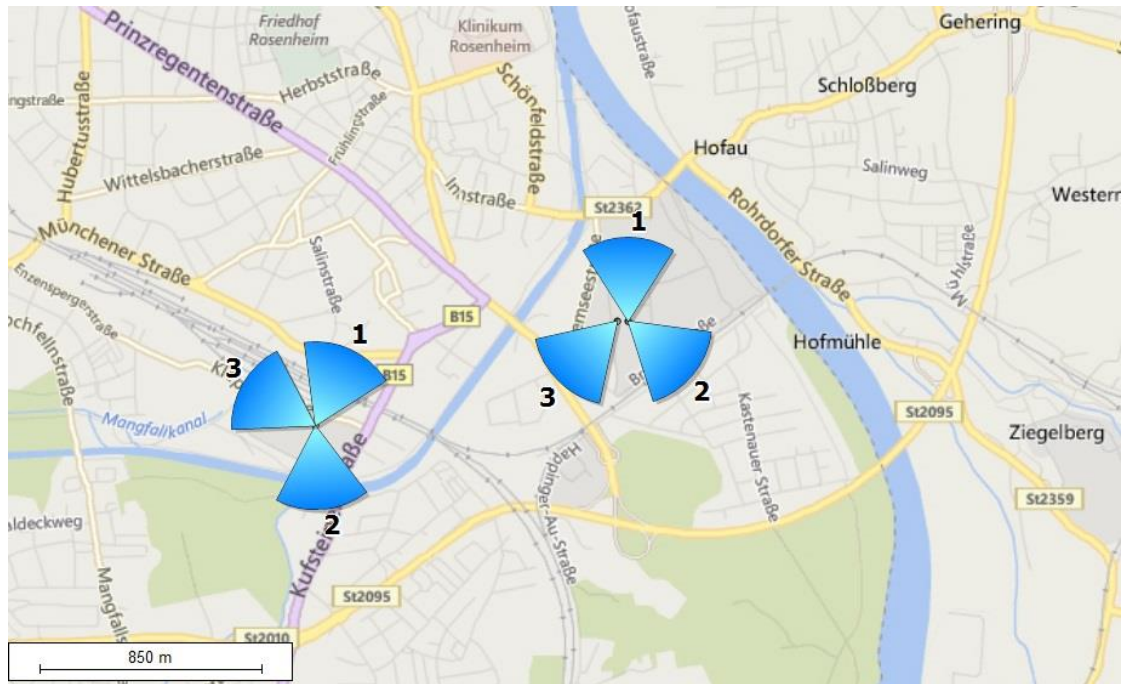 Friedhof
Rosenheim
Klinikum
Rosenheim
Gehering
Prinzregentenstraße
Herbststraße
Schönfeldstraße
Schloßberg
Hubertusstraße
Frühlingstraße
Wittelsbacherstraße
Innstraße
Hofau
Salinweg
St2362
Rohrdorfer Straße
Mühlstraße
Münchener Straße
Salinstraße
1
B15
Hofmühle
1
3
B15
3
2
Mangfallkanal
Kastenauer Straße
St2095
Ziegelberg
Happinger-Au-Straße
2
St2359
Kufsteiner Straße
St2095
St2010
850 m